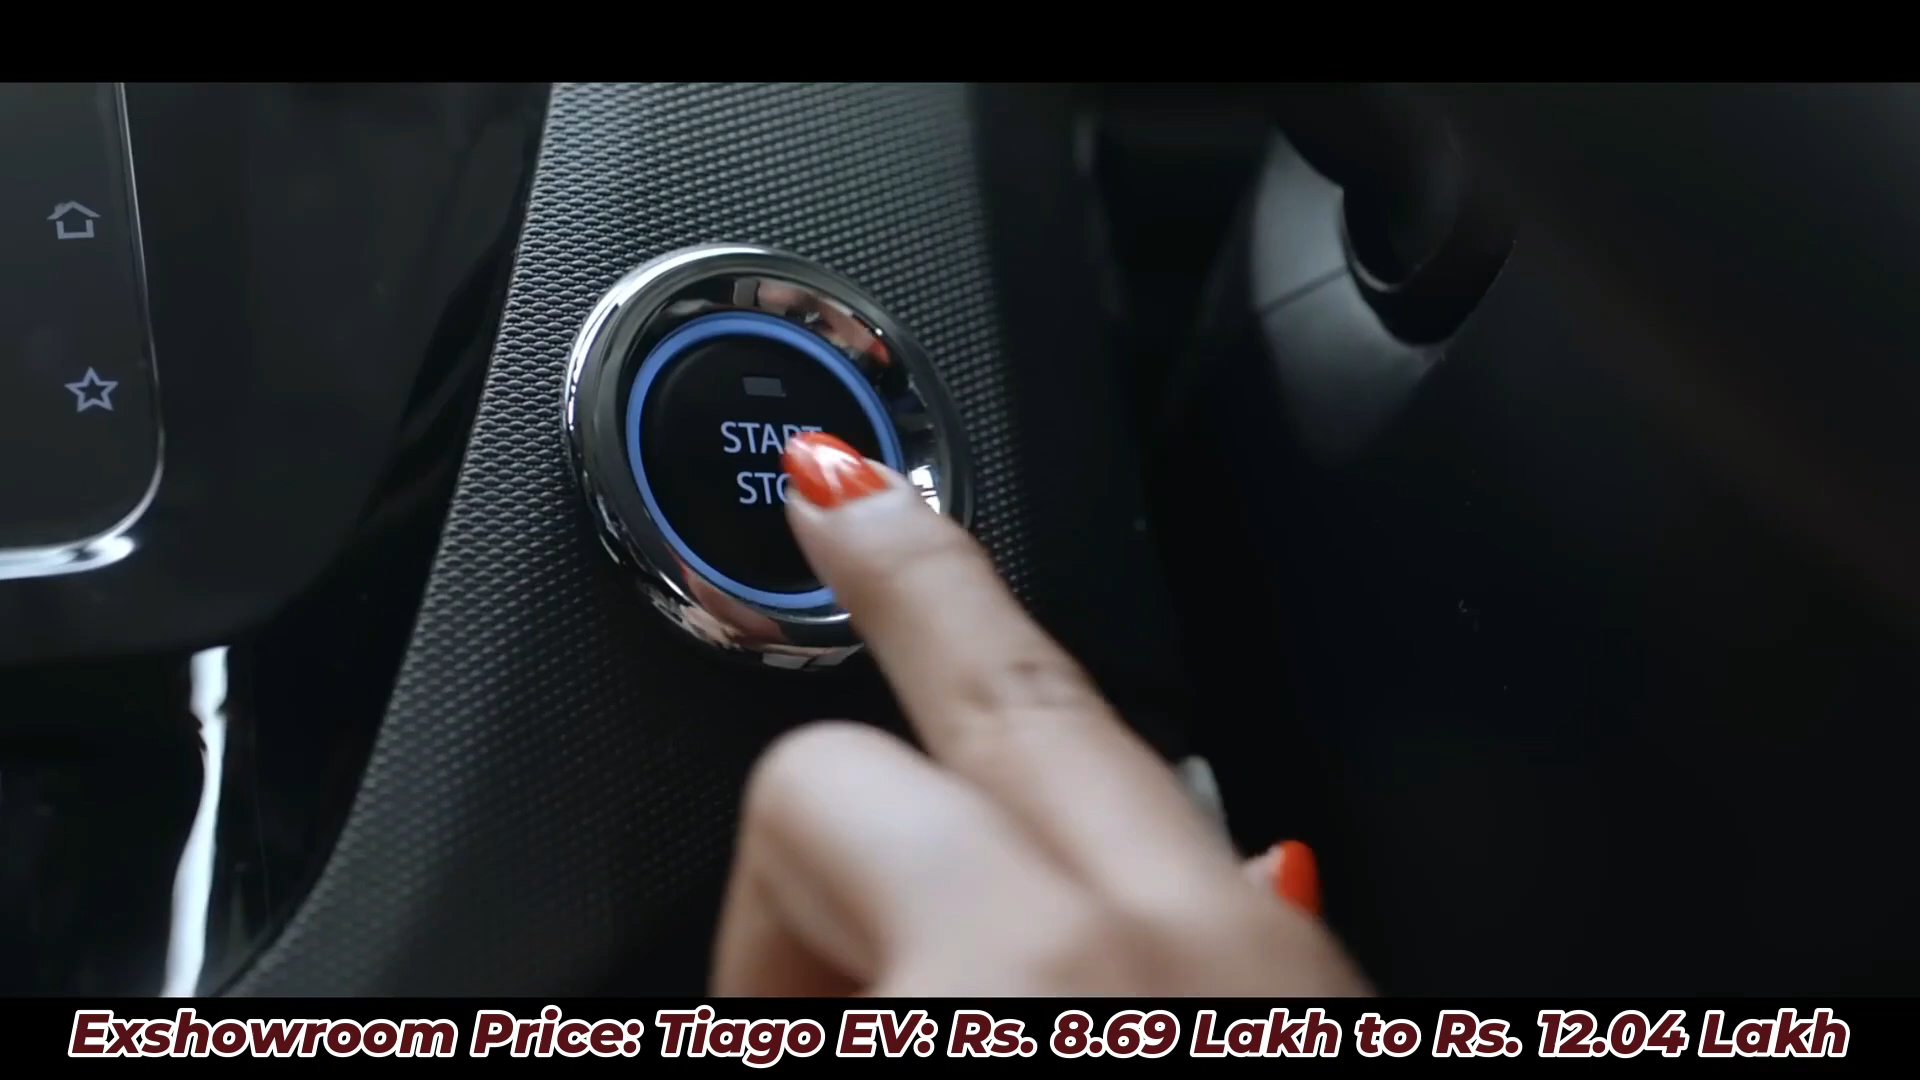 START
STO
Exshowroom Price: Tiago EV: Rs. 8.69 Lakh to Rs. 12.04 Lakh